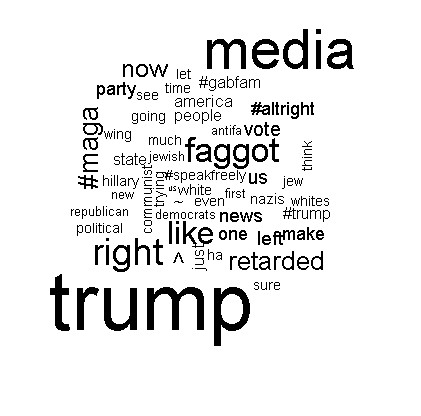 media
now
let
#gabfam
party
see
time
america
#altright
going
people
#maga
wing
antifa
vote
much
faggot
state
jewish
think
#speakfreely
us
hillary
communist
trying
us
white
jew
new
~
even
first
nazis
whites
republican
democrats
news
#trump
political
like
one
left
make
right
^
just
ha
retarded
trump
sure